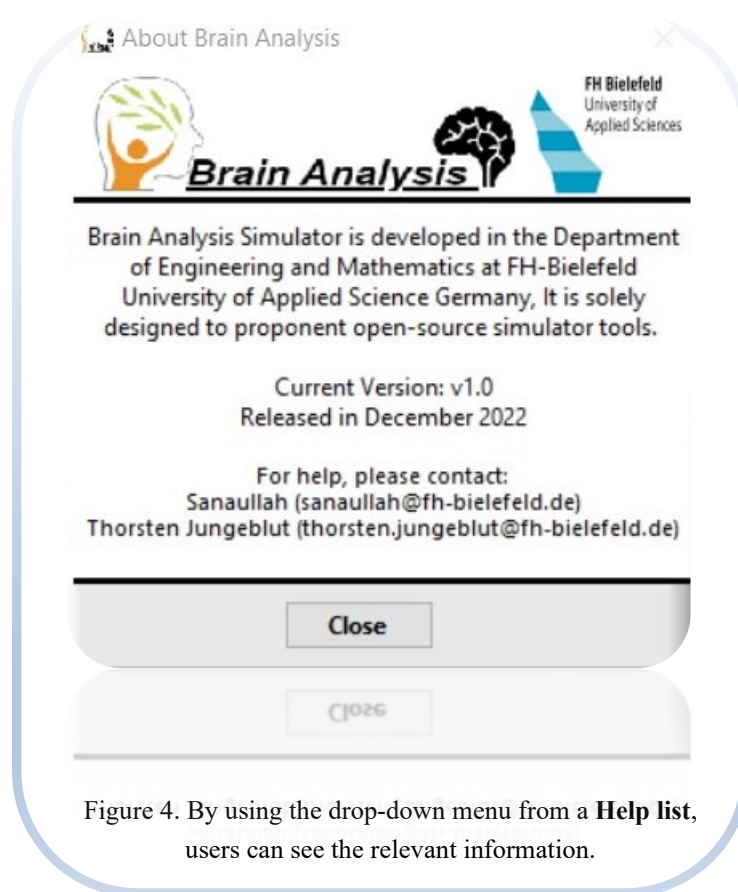 About Brain Analysis
FH Bielefeld
University of
Applied Sciences
Brain Analysis
Brain Analysis Simulator is developed in the Department
of Engineering and Mathematics at FH-Bielefeld
University of Applied Science Germany, It is solely
designed to proponent open-source simulator tools.
Current Version: v1.0
Released in December 2022
For help, please contact:
Sanaullah (sanaullah@fh-bielefeld.de)
Thorsten Jungeblut (thorsten.jungeblut@fh-bielefeld.de)
Close
Close
Figure 4. By using the drop-down menu from a Help list,
users can see the relevant information.